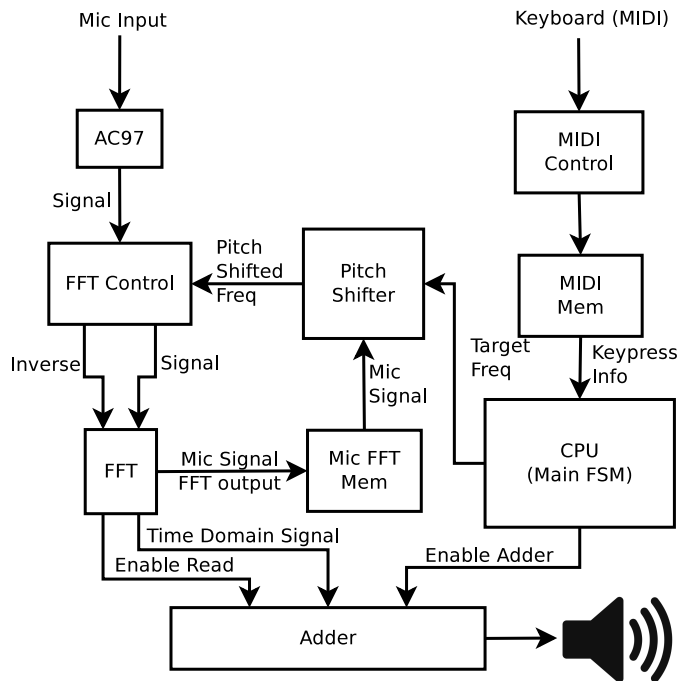 Mic Input
Keyboard (MIDI)
AC97
MIDI
Control
Signal
Pitch
Shifted
Freq
FFT Control
Pitch
Shifter
MIDI
Mem
Target
Freq
Keypress
Info
Inverse
Signal
Mic
Signal
FFT
Mic Signal
FFT output
Mic FFT
Mem
CPU
(Main FSM)
Time Domain Signal
Enable Read
Enable Adder
Adder